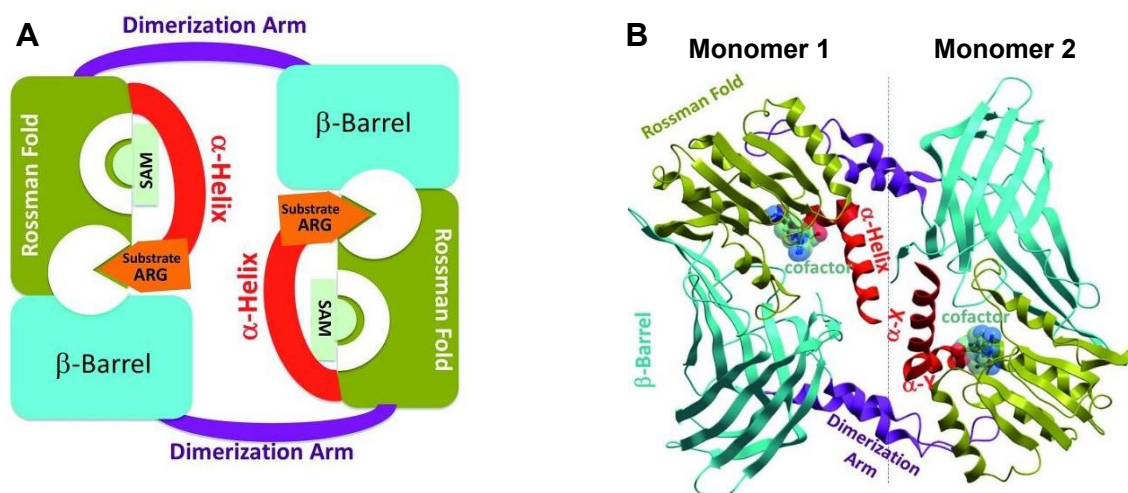 A
Dimerization Arm
Rossman Fold
SAM
α-Helix
Substrate
ARG
β-Barrel
β-Barrel
Substrate
ARG
α-Helix
SAM
Rossman Fold
Dimerization Arm
B
Monomer 1
Monomer 2
Rossman Fold
α-Helix
cofactor
β-Barrel
α-X
cofactor
α-Y
Dimerization
Arm